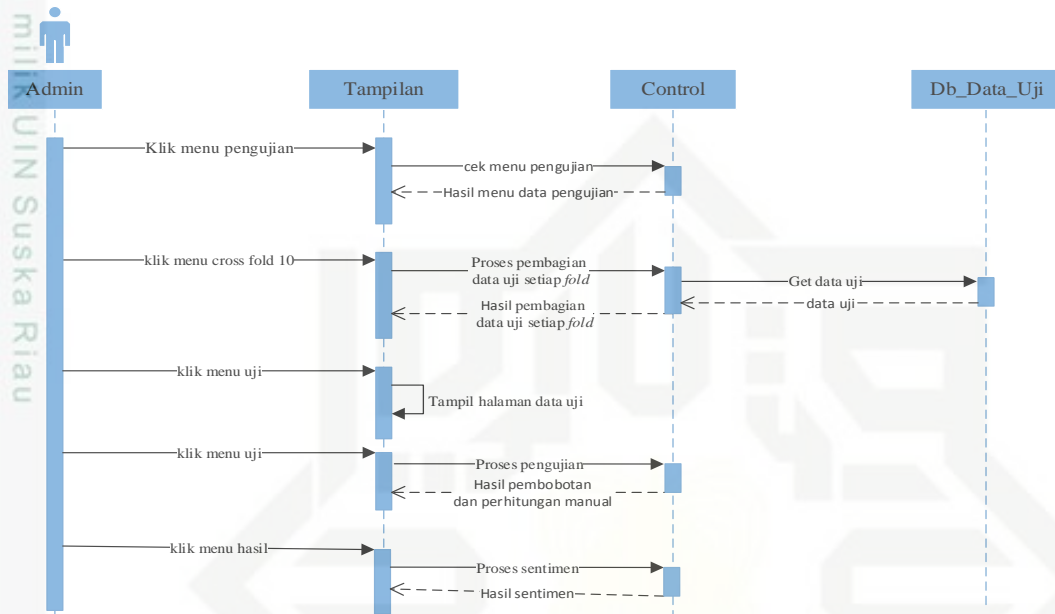 milik UIN Suska Riau
Admin
Tampilan
Control
Db_Data_Uji
Klik menu pengujian
cek menu pengujian
Hasil menu data pengujian
klik menu cross fold 10
Proses pembagian
data uji setiap fold
Get data uji
data uji
Hasil pembagian
data uji setiap fold
klik menu uji
Tampil halaman data uji
klik menu uji
Proses pengujian
Hasil pembobotan
dan perhitungan manual
klik menu hasil
Proses sentimen
Hasil sentimen